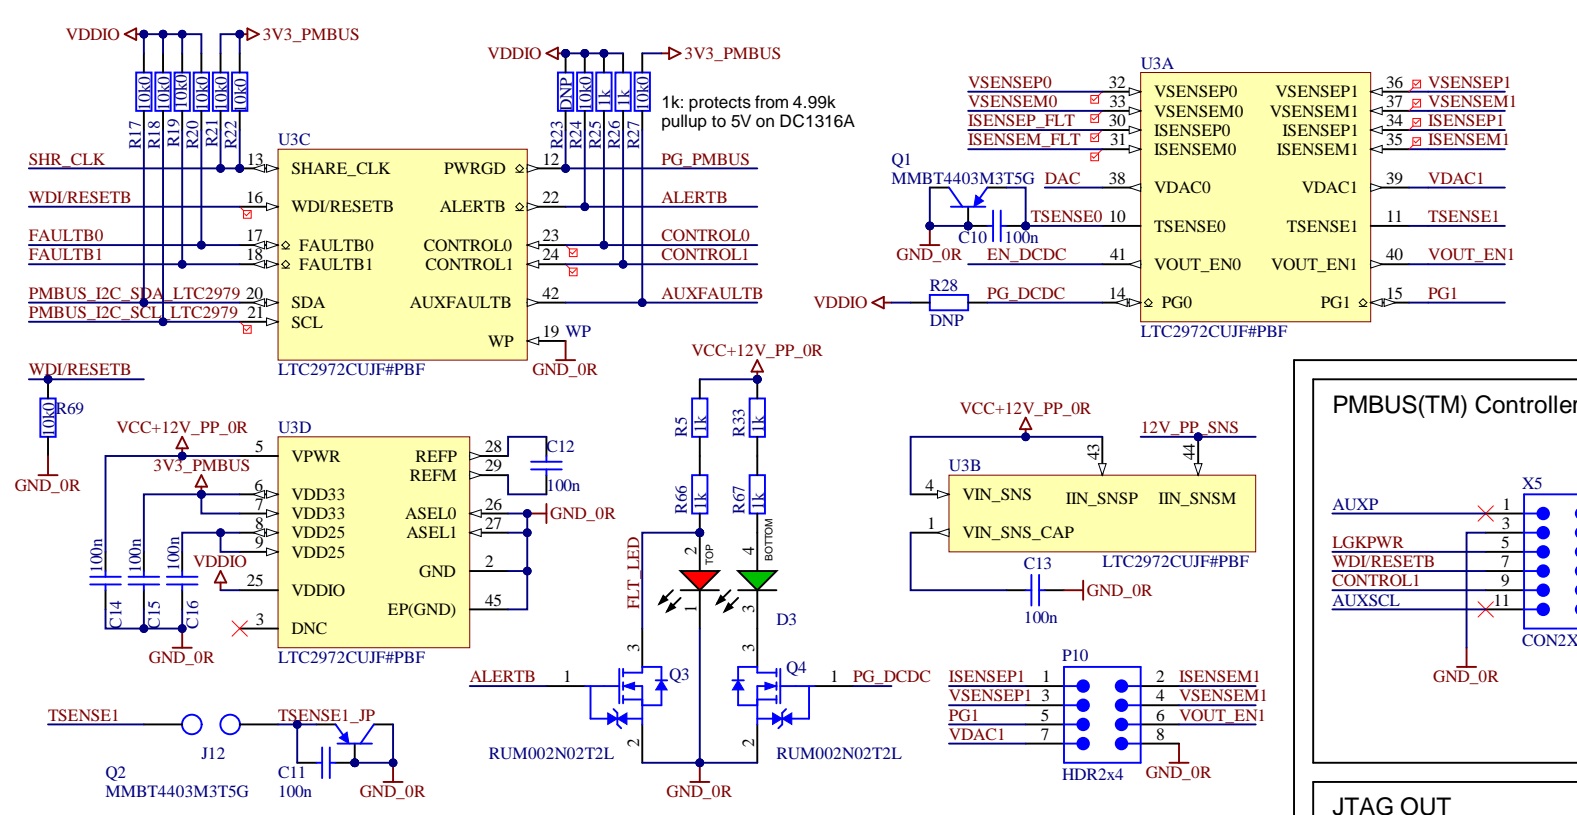 VDDIO
3V3_PMBUS
10k0
10k0
10k0
10k0
10k0
10k0
R17
R18
R19
R20
R21
R22
U3C
SHR_CLK
13
SHARE_CLK
WDI/RESETB
16
WDI/RESETB
FAULTB0
17
FAULTB0
FAULTB1
18
FAULTB1
PMBUS_I2C_SDA_LTC2979
20
SDA
PMBUS_I2C_SCL_LTC2979
21
SCL
VDDIO
3V3_PMBUS
DNP
10k0
1k
1k
10k0
R23
R24
R25
R26
R27
1k: protects from 4.99k
pullup to 5V on DC1316A
PWRGD
12
PG_PMBUS
ALERTB
22
ALERTB
CONTROL0
23
CONTROL0
CONTROL1
24
CONTROL1
AUXFAULTB
42
AUXFAULTB
WP
19
WP
GND_0R
LTC2972CUJF#PBF
U3A
VSENSEP0
32
VSENSEP0
VSENSEM0
33
VSENSEM0
ISENSEP_FLT
30
ISENSEP0
ISENSEM_FLT
31
ISENSEM0
Q1
MMBT4403M3T5G
DAC
38
VDAC0
TSENSE0
10
TSENSE0
C10
100n
GND_0R
EN_DCDC
41
VOUT_EN0
VDDIO
R28
DNP
PG_DCDC
14
PG0
VSENSEP1
36
VSENSEP1
VSENSEM1
37
VSENSEM1
ISENSEP1
34
ISENSEP1
ISENSEM1
35
ISENSEM1
VDAC1
39
VDAC1
TSENSE1
11
TSENSE1
VOUT_EN1
40
VOUT_EN1
PG1
15
PG1
LTC2972CUJF#PBF
WDI/RESETB
10k0
R69
GND_0R
VCC+12V_PP_0R
3V3_PMBUS
VDDIO
100n
100n
100n
C14
C15
C16
GND_0R
U3D
5
VPWR
6
VDD33
7
VDD33
8
VDD25
9
VDD25
25
VDDIO
3
DNC
REFP
28
REFM
29
C12
100n
ASEL0
26
GND_0R
ASEL1
27
GND
2
EP(GND)
45
LTC2972CUJF#PBF
VCC+12V_PP_0R
R5
1k
R33
1k
R66
1k
R67
1k
FLT_LED
2
TOP
4
BOTTOM
1
3
D3
ALERTB
1
3
Q3
2
RUM002N02T2L
3
Q4
1
PG_DCDC
2
RUM002N02T2L
GND_0R
TSENSE1
J12
TSENSE1_JP
Q2
MMBT4403M3T5G
C11
100n
GND_0R
VCC+12V_PP_0R
12V_PP_SNS
43
44
U3B
4
VIN_SNS
IIN_SNSP
IIN_SNSM
1
VIN_SNS_CAP
LTC2972CUJF#PBF
C13
100n
GND_0R
P10
ISENSEP1
1
2
ISENSEM1
VSENSEP1
3
4
VSENSEM1
PG1
5
6
VOUT_EN1
VDAC1
7
8
HDR2x4
GND_0R
PMBUS(TM) Controller
X5
AUXP
1
3
LGKPWR
5
WDI/RESETB
7
CONTROL1
9
AUXSCL
11
CON2X
GND_0R
JTAG OUT